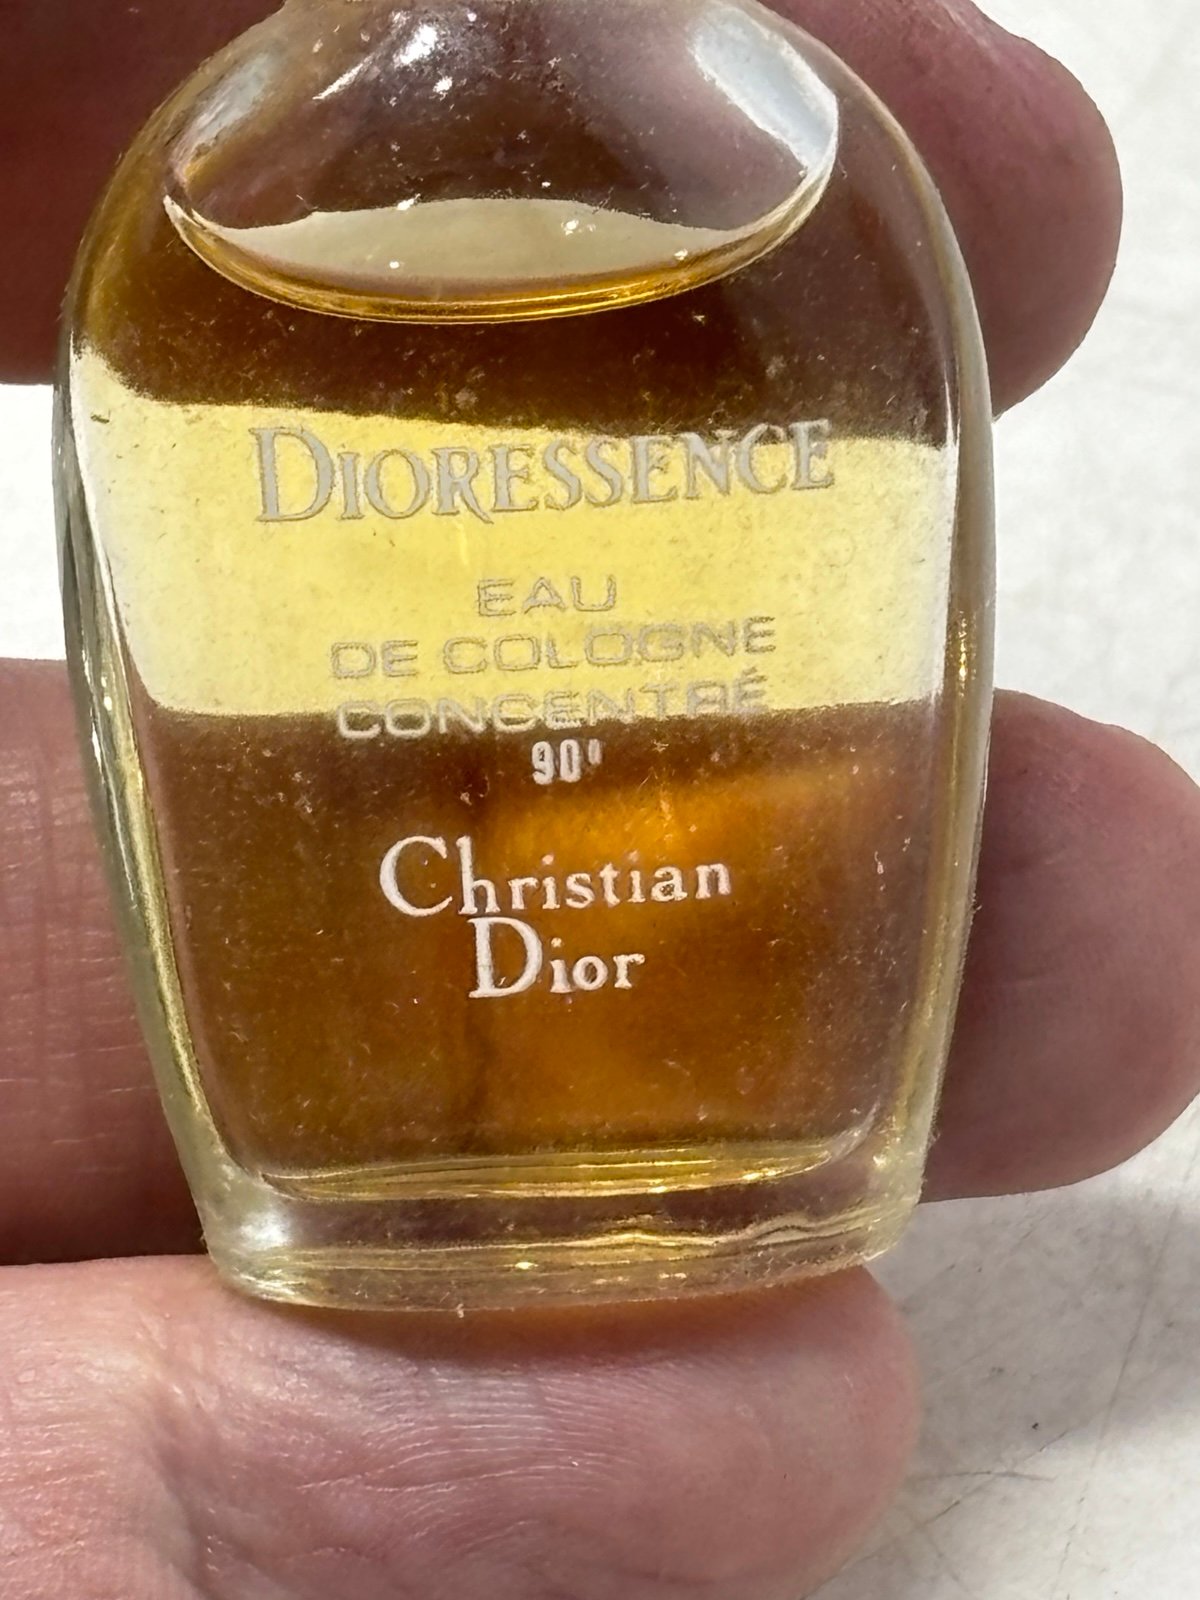 DIORESSENCE
EAU
DE COLOGNE
CONCENTRÉ
90°
Christian
Dior